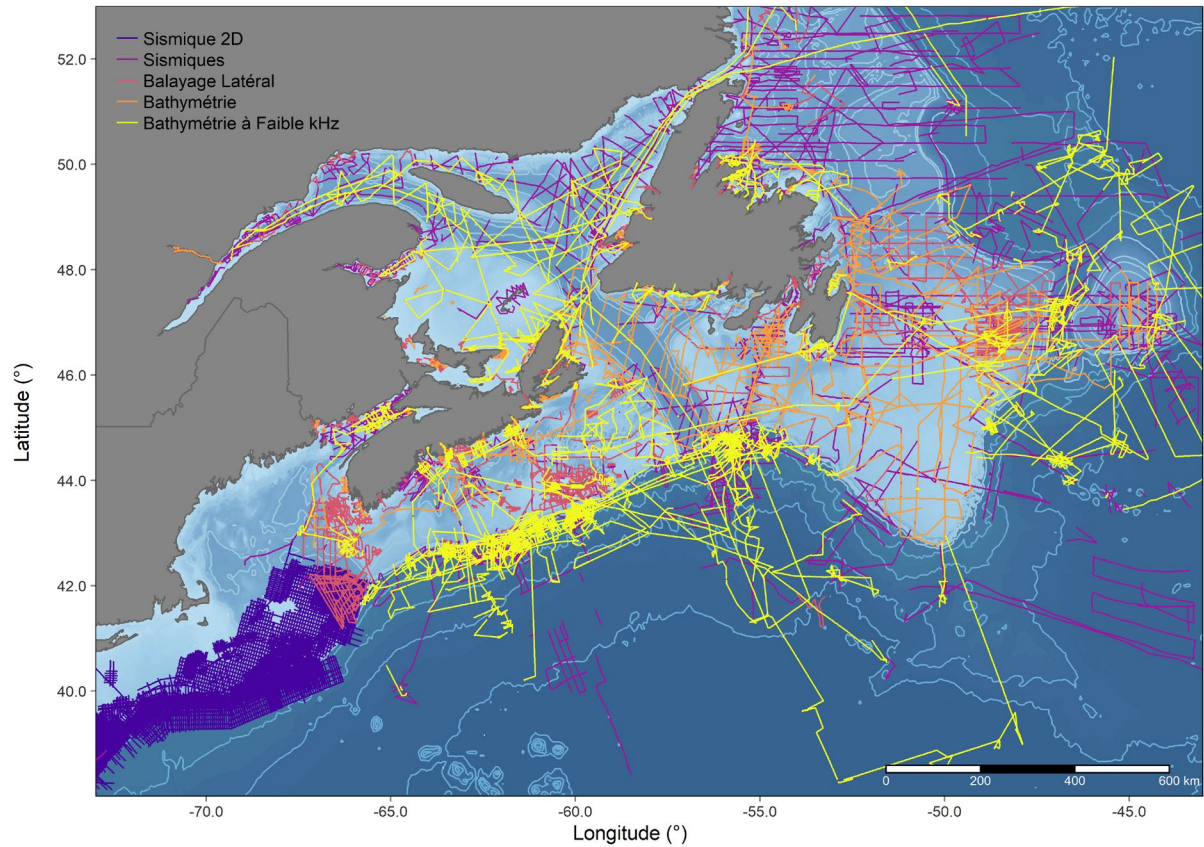 Sismique 2D
Sismiques
Balayage Latéral
Bathymétrie
Bathymétrie à Faible kHz
52.0
50.0
48.0
46.0
44.0
42.0
40.0
Latitude (°)
0 200 400 600 km
-70.0 -65.0 -60.0 -55.0 -50.0 -45.0
Longitude (°)